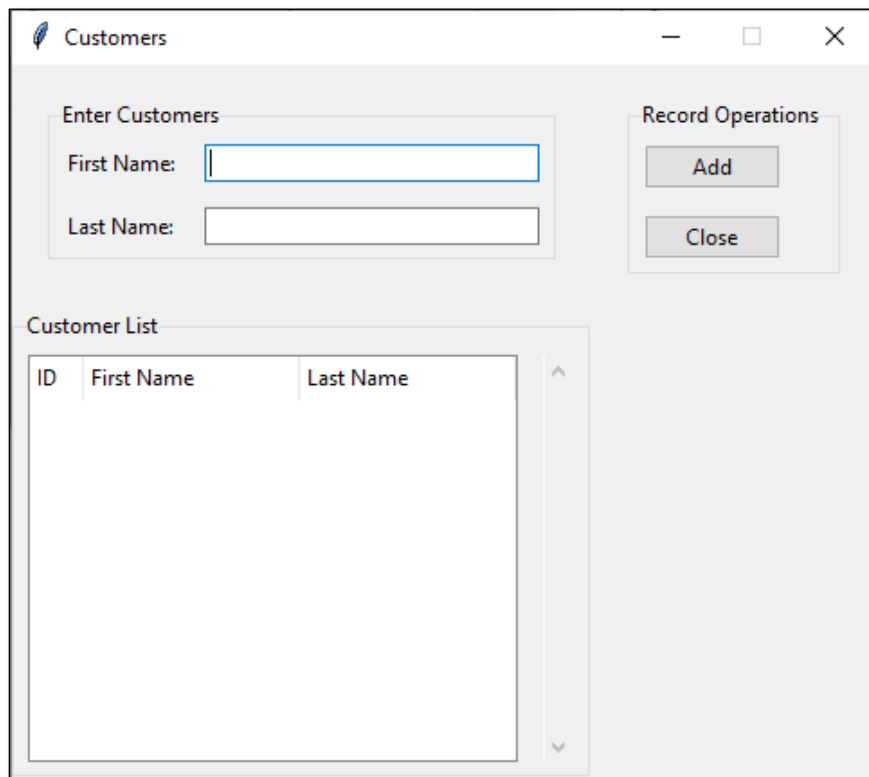 Customers
Enter Customers
First Name:
Last Name:
Record Operations
Add
Close
Customer List
ID First Name Last Name